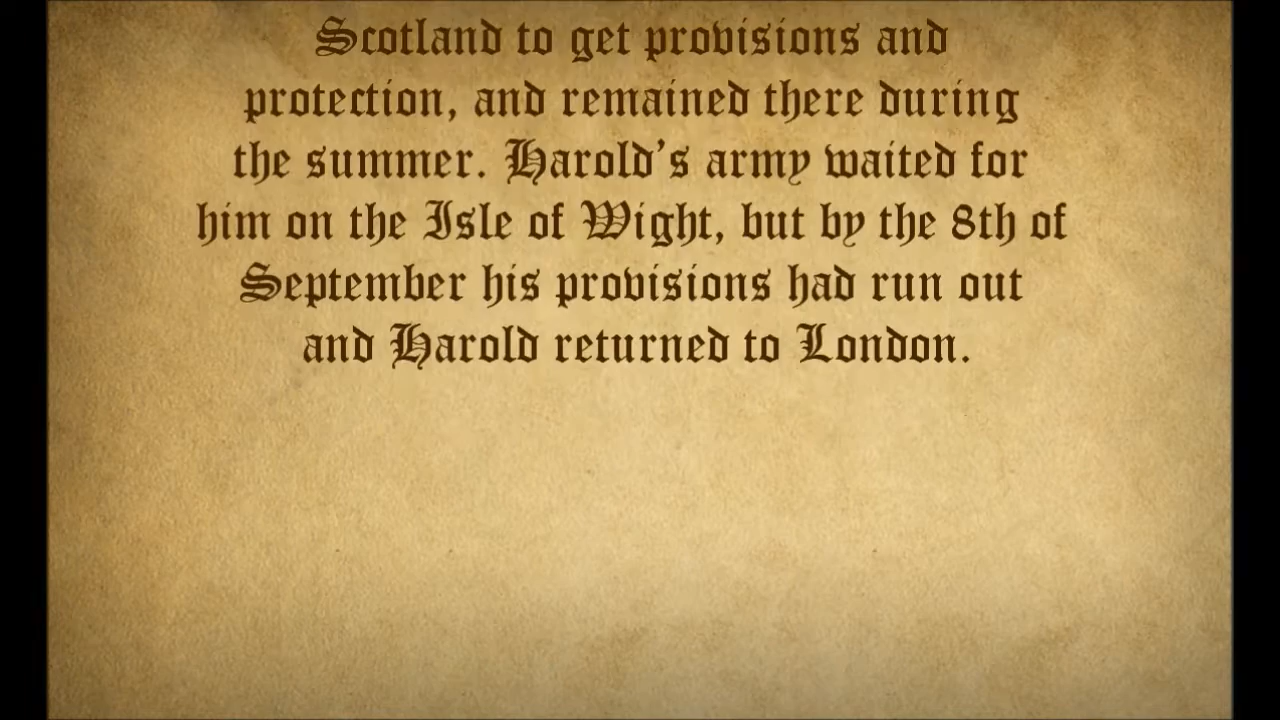 Scotland to get provisions and
protection, and remained there during
the summer. Harold's army waited for
him on the Isle of Wight, but by the 8th of
September his provisions had run out
and Harold returned to London.